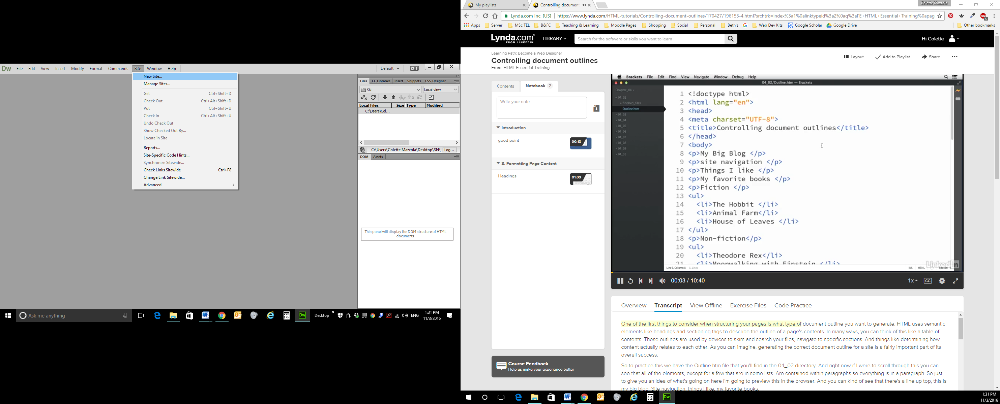 Dw File Edit View Insert Modify Format Commands Site Window Help Default
New Site...
Manage Sites...
Get Ctrl+Shift+D
Check Out Ctrl+Alt+Shift+D
Put Ctrl+Shift+U
Check In Ctrl+Alt+Shift+U
Undo Check Out
Show Checked Out By...
Locate in Site
Reports...
Site-Specific Code Hints...
Synchronize Sitewide...
Check Links Sitewide Ctrl+F8
Change Link Sitewide...
Advanced
Files CC Libraries Insert Snippets CSS Designer
SN Local view
Local Files Size Type Modified
C:\Users\Col...
C:\Users\Colette Mazzola\Desktop\SN\ Log...
DOM Assets
This panel will display the DOM structure of HTML
documents
Ask me anything Dw Desktop ENG 1:31 PM
11/3/2016
My playlists Controlling document Colette Mazzola
Lynda.com Inc. [US] https://www.lynda.com/HTML-tutorials/Controlling-document-outlines/170427/196153-4.html?srchtrk=index%3a1%0alinktypeid%3a2%0aq%3aFE+HTML+Essential+Training%0apag
Apps Server MSc TEL B&FC Teaching & Learning Moodle Pages Shopping Social Personal Beth's Web Dev Kits Google Scholar Google Drive Other bookmarks
Lynda.com LIBRARY Search for the software or skills you want to learn Hi Colette
FROM LINKEDIN
Learning Path: Become a Web Designer
Controlling document outlines
From: HTML Essential Training
Layout Add to Playlist Share
Contents Notebook 2
Write your note...
Introduction
good point 00:13
3. Formatting Page Content
Headings 01:09
Course Feedback
Help us make your experience better
Brackets File Edit Find View Navigate Window Debug Help
04_02/Outline.htm — Brackets
Chapter_04
04_02
finished_files
Outline.htm
04_03
04_04
04_05
04_06
04_07
04_08
04_09
04_10
1 <!doctype html>
2 <html lang="en">
3 <head>
4 <meta charset="UTF-8">
5 <title>Controlling document outlines</title>
6 </head>
7 <body>
8 <p>My Big Blog </p>
9 <p>site navigation </p>
10 <p>Things I like </p>
11 <p>My favorite books </p>
12 <p>Fiction </p>
13 <ul>
14 <li>The Hobbit </li>
15 <li>Animal Farm</li>
16 <li>House of Leaves </li>
17 </ul>
18 <p>Non-fiction</p>
19 <ul>
20 <li>Theodore Rex</li>
21 <li>Moonwalking with Einstein </li>
Line 6, Column 8 — 61 Lines INS HTML Spaces: 4
LinkedIn
00:03 / 10:40 1x CC
Overview Transcript View Offline Exercise Files Code Practice
One of the first things to consider when structuring your pages is what type of document outline you want to generate. HTML uses semantic
elements like headings and sectioning tags to describe the outline of a page's contents. In many ways, you can think of this like a table of
contents. These outlines are used by devices to skim and search your files, navigate to specific sections. And things like determining how
content actually relates to each other. As you can imagine, generating the correct document outline for a site is a fairly important part of its
overall success.
So to practice this we have the Outline.htm file that you'll find in the 04_02 directory. And right now if I were to scroll through this you can
see that all of the elements, except for a few that are in some lists. Are contained within paragraphs so everything is in a paragraph. So just
to give you an idea of what's going on here I'm going to preview this in the browser. And you can kind of see that there's a line up top, this is
my big blog. Site navigation, things I like, my favorite books.
Dw 1:31 PM
11/3/2016